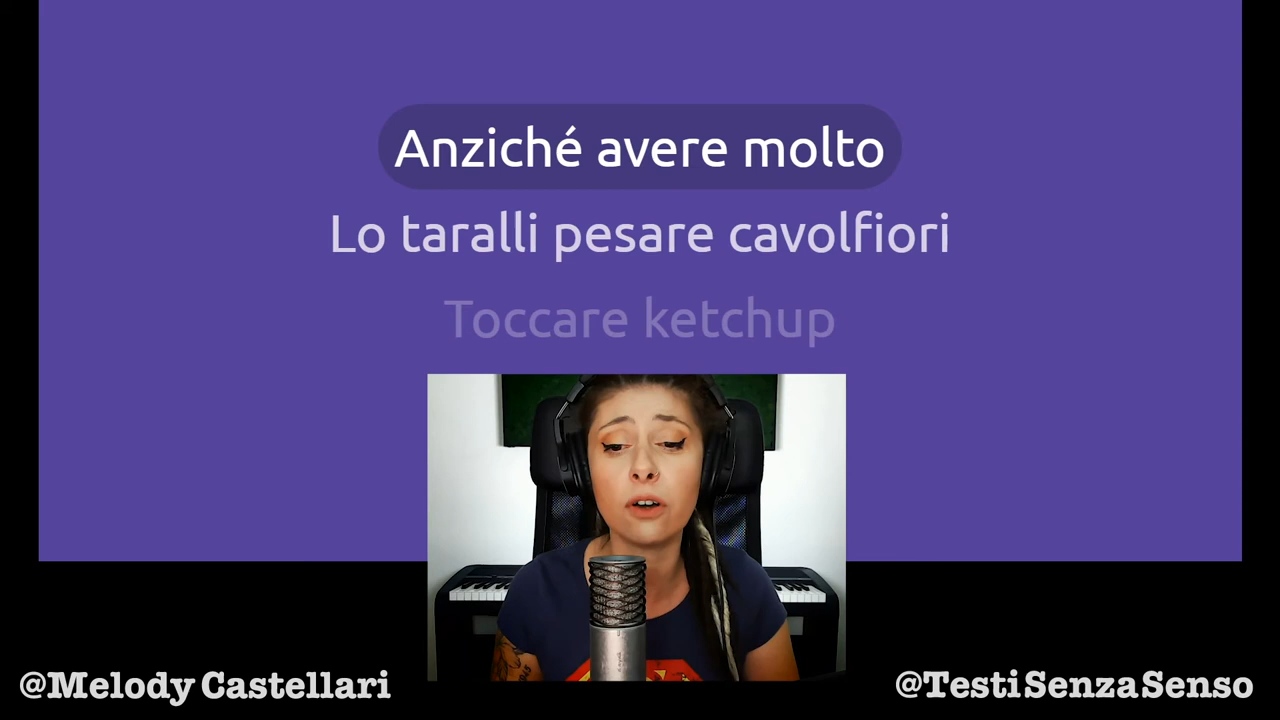 Anziché avere molto
Lo taralli pesare cavolfiori
Toccare ketchup
@Melody Castellari
@TestiSenzaSenso